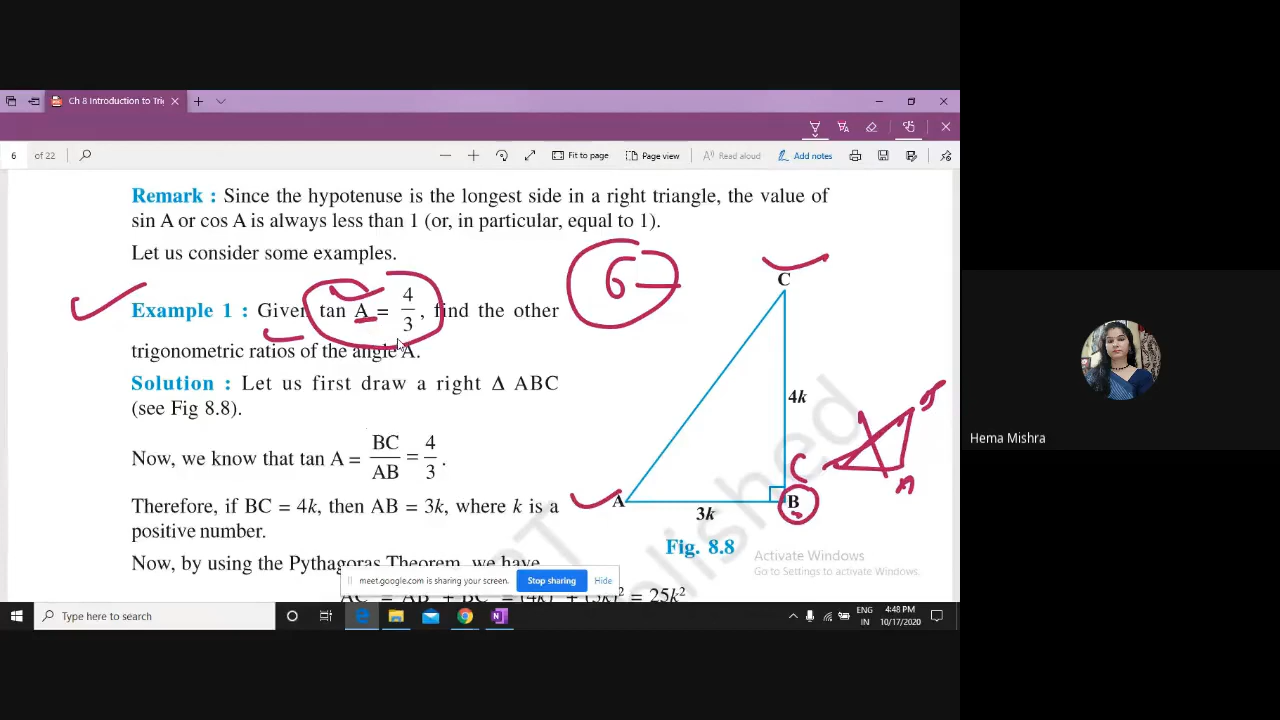 Ch 8 Introduction to Trig
6 of 22
Fit to page
Page view
Read aloud
Add notes
Remark : Since the hypotenuse is the longest side in a right triangle, the value of
sin A or cos A is always less than 1 (or, in particular, equal to 1).
Let us consider some examples.
6
C
Example 1 : Given tan A = 4/3, find the other
trigonometric ratios of the angle A.
Solution : Let us first draw a right Δ ABC
(see Fig 8.8).
4k
Hema Mishra
Now, we know that tan A = BC/AB = 4/3.
C
A
Therefore, if BC = 4k, then AB = 3k, where k is a
positive number.
A
B
3k
Fig. 8.8
Now, by using the Pythagoras Theorem, we have
Activate Windows
Go to Settings to activate Windows.
meet.google.com is sharing your screen.
Stop sharing
Hide
= 25k²
Type here to search
ENG
IN
4:48 PM
10/17/2020